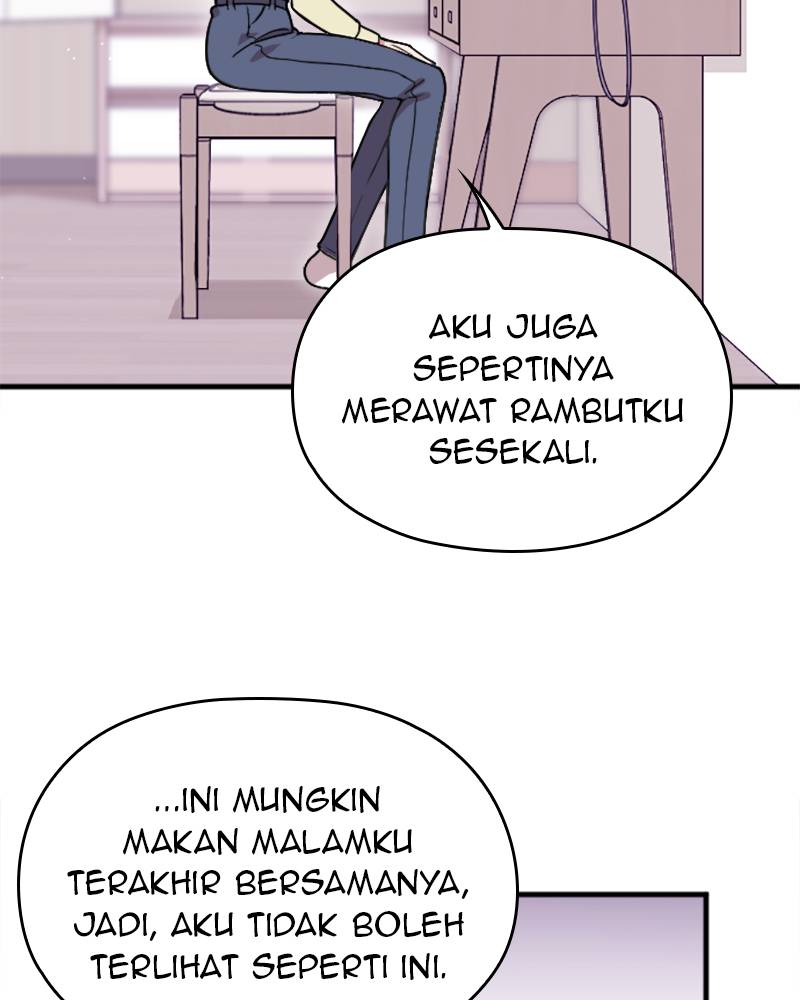 AKU JUGA
SEPERTINYA
MERAWAT RAMBUTKU
SESEKALI.
...INI MUNGKIN
MAKAN MALAMKU
TERAKHIR BERSAMANYA,
JADI, AKU TIDAK BOLEH
TERLIHAT SEPERTI INI.